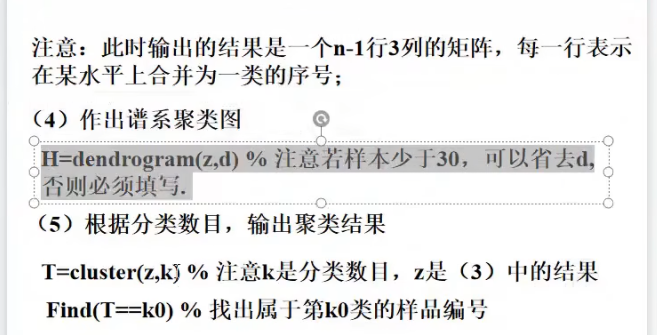 注意：此时输出的结果是一个n-1行3列的矩阵，每一行表示
在某水平上合并为一类的序号；
（4）作出谱系聚类图
H=dendrogram(z,d) % 注意若样本少于30，可以省去d,
否则必须填写.
（5）根据分类数目，输出聚类结果
T=cluster(z,k) % 注意k是分类数目，z是（3）中的结果
Find(T==k0) % 找出属于第k0类的样品编号